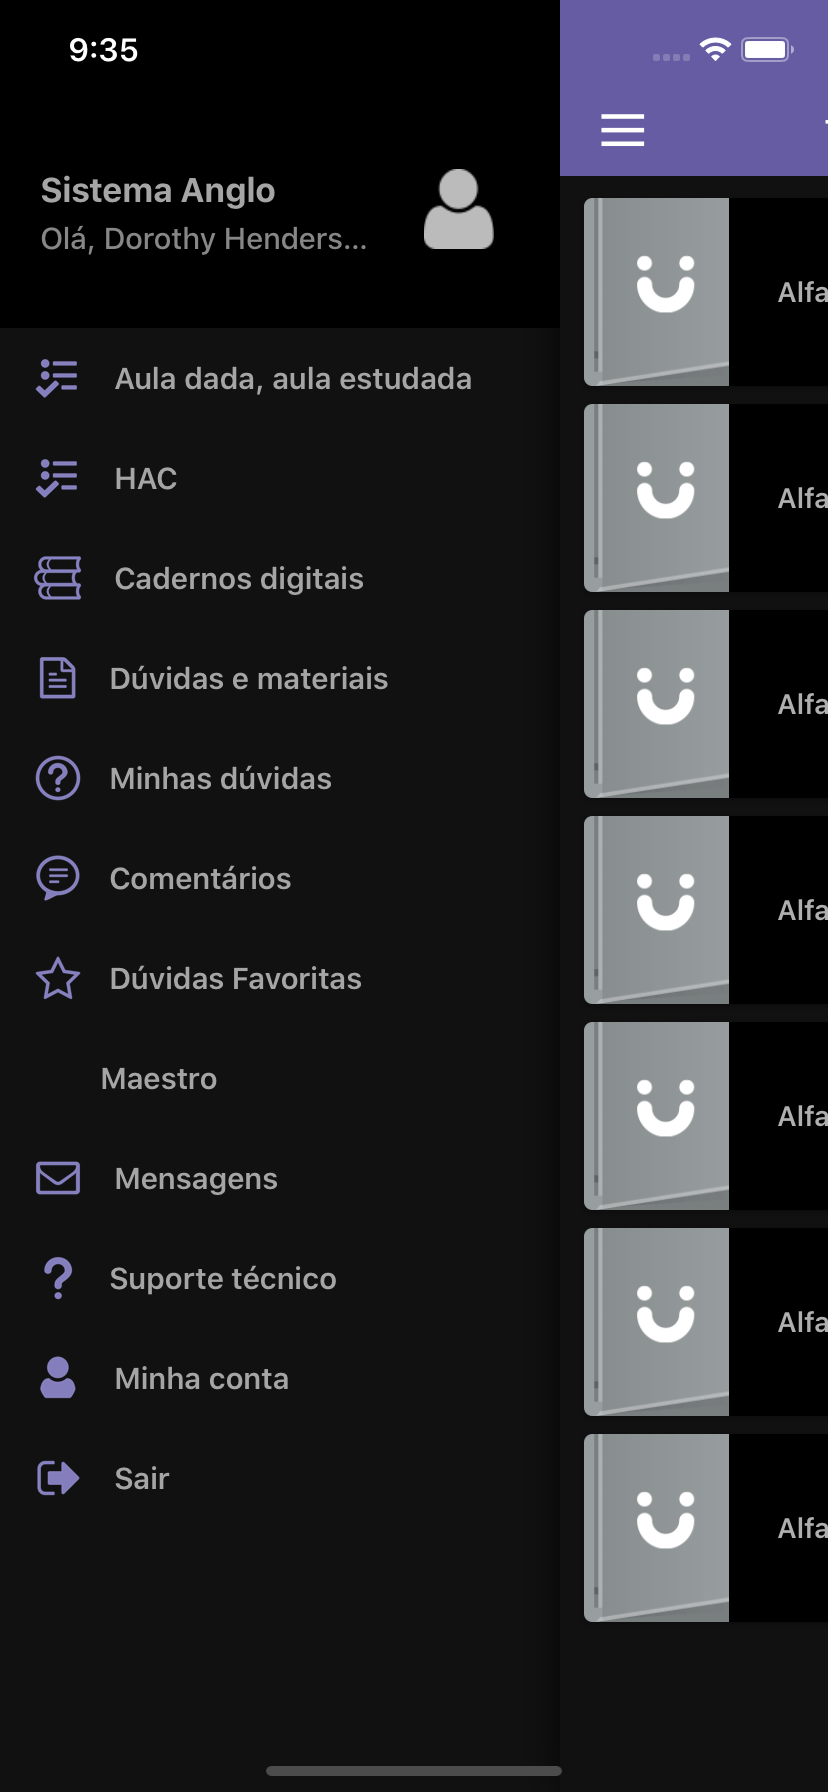 9:35
Sistema Anglo
Olá, Dorothy Henders...
Aula dada, aula estudada
HAC
Cadernos digitais
Dúvidas e materiais
Minhas dúvidas
Comentários
Dúvidas Favoritas
Maestro
Mensagens
Suporte técnico
Minha conta
Sair
Alfa
Alfa
Alfa
Alfa
Alfa
Alfa
Alfa